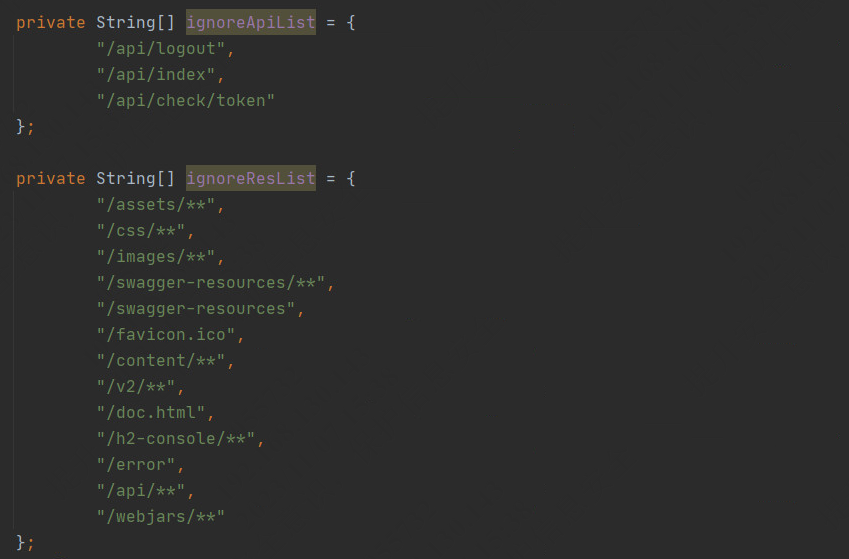 private String[] ignoreApiList = {
"/api/logout",
"/api/index",
"/api/check/token"
};
private String[] ignoreResList = {
"/assets/**",
"/css/**",
"/images/**",
"/swagger-resources/**",
"/swagger-resources",
"/favicon.ico",
"/content/**",
"/v2/**",
"/doc.html",
"/h2-console/**",
"/error",
"/api/**",
"/webjars/**"
};